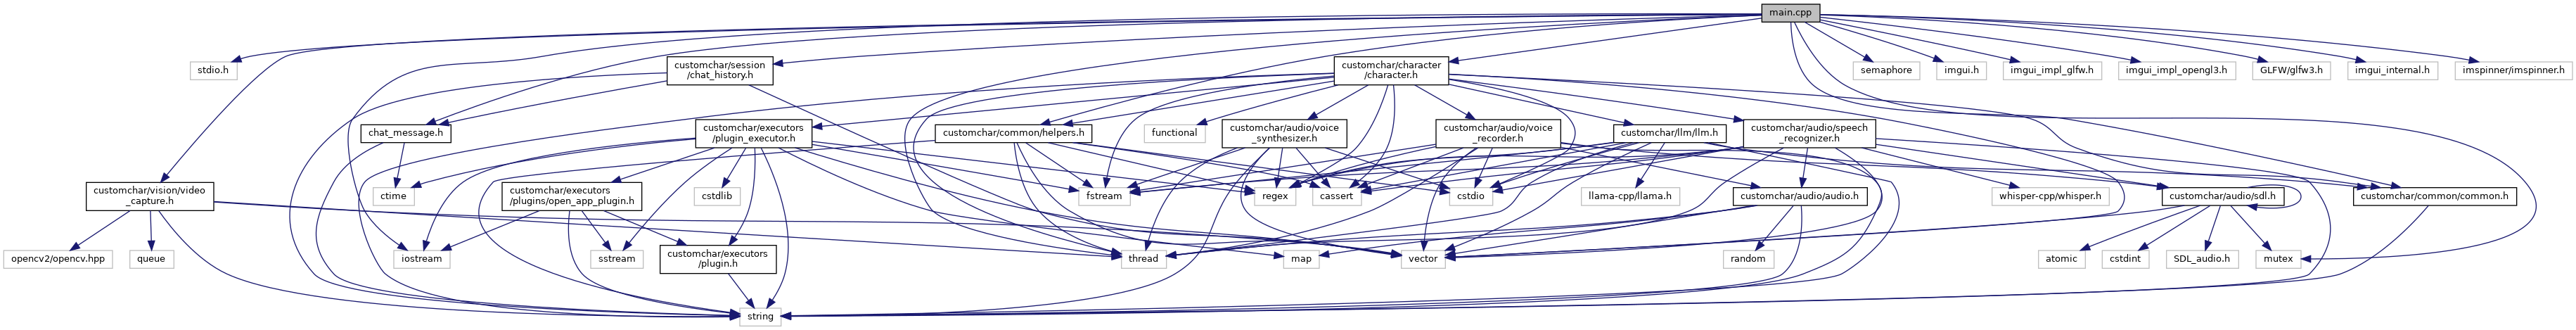 main.cpp
stdio.h
customchar/session
/chat_history.h
customchar/character
/character.h
semaphore
imgui.h
imgui_impl_glfw.h
imgui_impl_opengl3.h
GLFW/glfw3.h
imgui_internal.h
imspinner/imspinner.h
chat_message.h
customchar/executors
/plugin_executor.h
customchar/common/helpers.h
functional
customchar/audio/voice
_synthesizer.h
customchar/audio/voice
_recorder.h
customchar/llm/llm.h
customchar/audio/speech
_recognizer.h
customchar/vision/video
_capture.h
ctime
customchar/executors
/plugins/open_app_plugin.h
cstdlib
fstream
regex
cassert
cstdio
llama-cpp/llama.h
customchar/audio/audio.h
whisper-cpp/whisper.h
customchar/audio/sdl.h
customchar/common/common.h
opencv2/opencv.hpp
queue
iostream
sstream
customchar/executors
/plugin.h
thread
map
vector
random
atomic
cstdint
SDL_audio.h
mutex
string